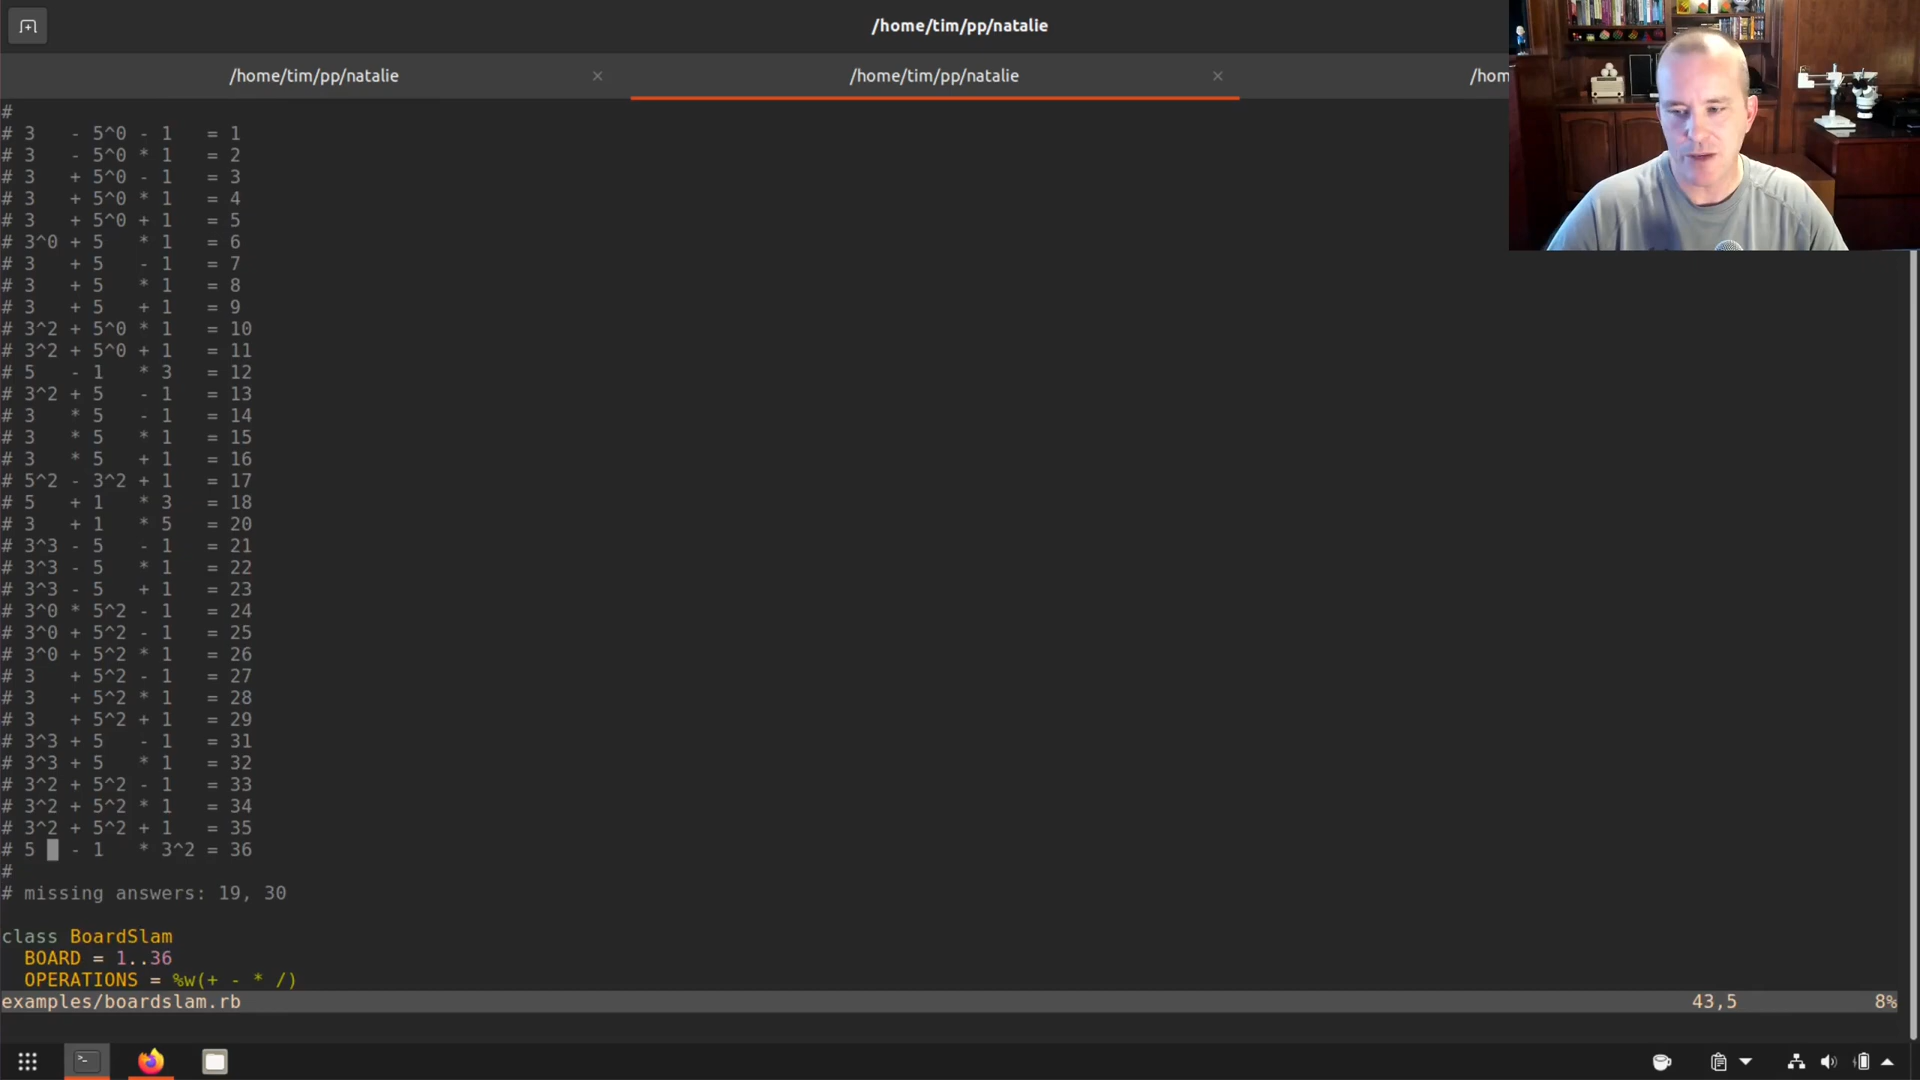 /home/tim/pp/natalie
/home/tim/pp/natalie × /home/tim/pp/natalie × /hom
#
# 3   - 5^0 - 1   = 1
# 3   - 5^0 * 1   = 2
# 3   + 5^0 - 1   = 3
# 3   + 5^0 * 1   = 4
# 3   + 5^0 + 1   = 5
# 3^0 + 5   * 1   = 6
# 3   + 5   - 1   = 7
# 3   + 5   * 1   = 8
# 3   + 5   + 1   = 9
# 3^2 + 5^0 * 1   = 10
# 3^2 + 5^0 + 1   = 11
# 5   - 1   * 3   = 12
# 3^2 + 5   - 1   = 13
# 3   * 5   - 1   = 14
# 3   * 5   * 1   = 15
# 3   * 5   + 1   = 16
# 5^2 - 3^2 + 1   = 17
# 5   + 1   * 3   = 18
# 3   + 1   * 5   = 20
# 3^3 - 5   - 1   = 21
# 3^3 - 5   * 1   = 22
# 3^3 - 5   + 1   = 23
# 3^0 * 5^2 - 1   = 24
# 3^0 + 5^2 - 1   = 25
# 3^0 + 5^2 * 1   = 26
# 3   + 5^2 - 1   = 27
# 3   + 5^2 * 1   = 28
# 3   + 5^2 + 1   = 29
# 3^3 + 5   - 1   = 31
# 3^3 + 5   * 1   = 32
# 3^2 + 5^2 - 1   = 33
# 3^2 + 5^2 * 1   = 34
# 3^2 + 5^2 + 1   = 35
# 5   - 1   * 3^2 = 36
#
# missing answers: 19, 30
class BoardSlam
  BOARD = 1..36
  OPERATIONS = %w(+ - * /)
examples/boardslam.rb 43,5 8%